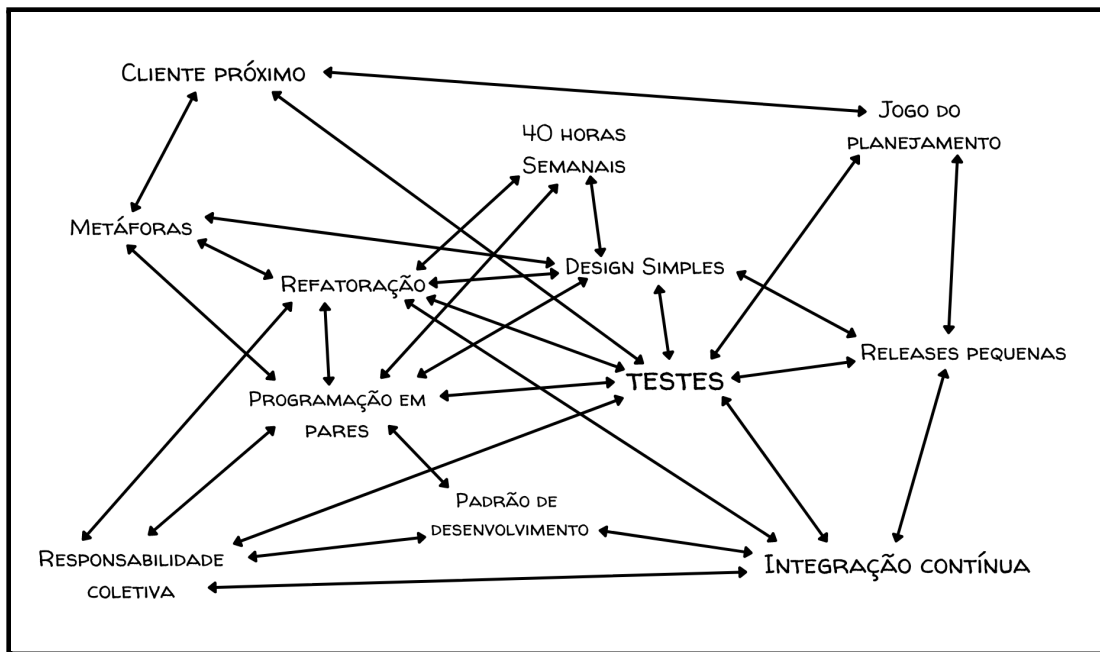 Cliente próximo
Jogo do
planejamento
40 horas
Semanais
Metáforas
Design Simples
Refatoração
Releases pequenas
TESTES
Programação em
pares
Padrão de
desenvolvimento
Responsabilidade
coletiva
Integração contínua